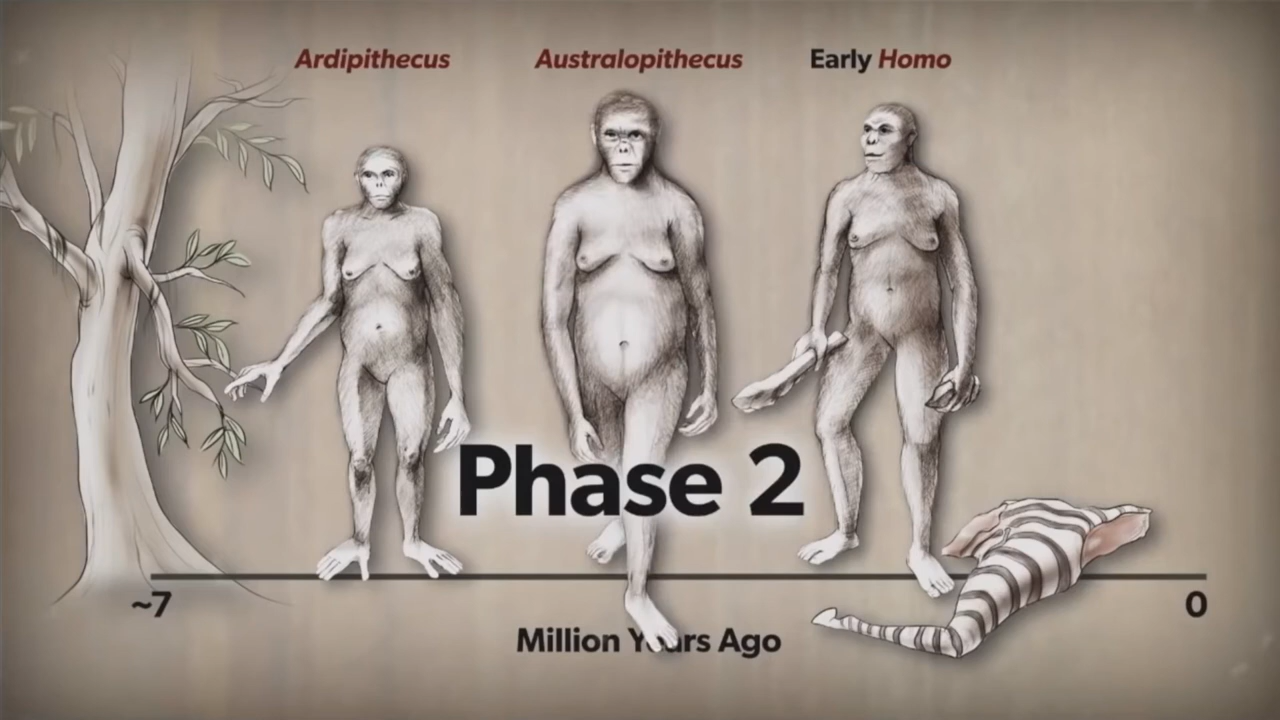 Ardipithecus
Australopithecus
Early Homo
Phase 2
~7
0
Million Years Ago